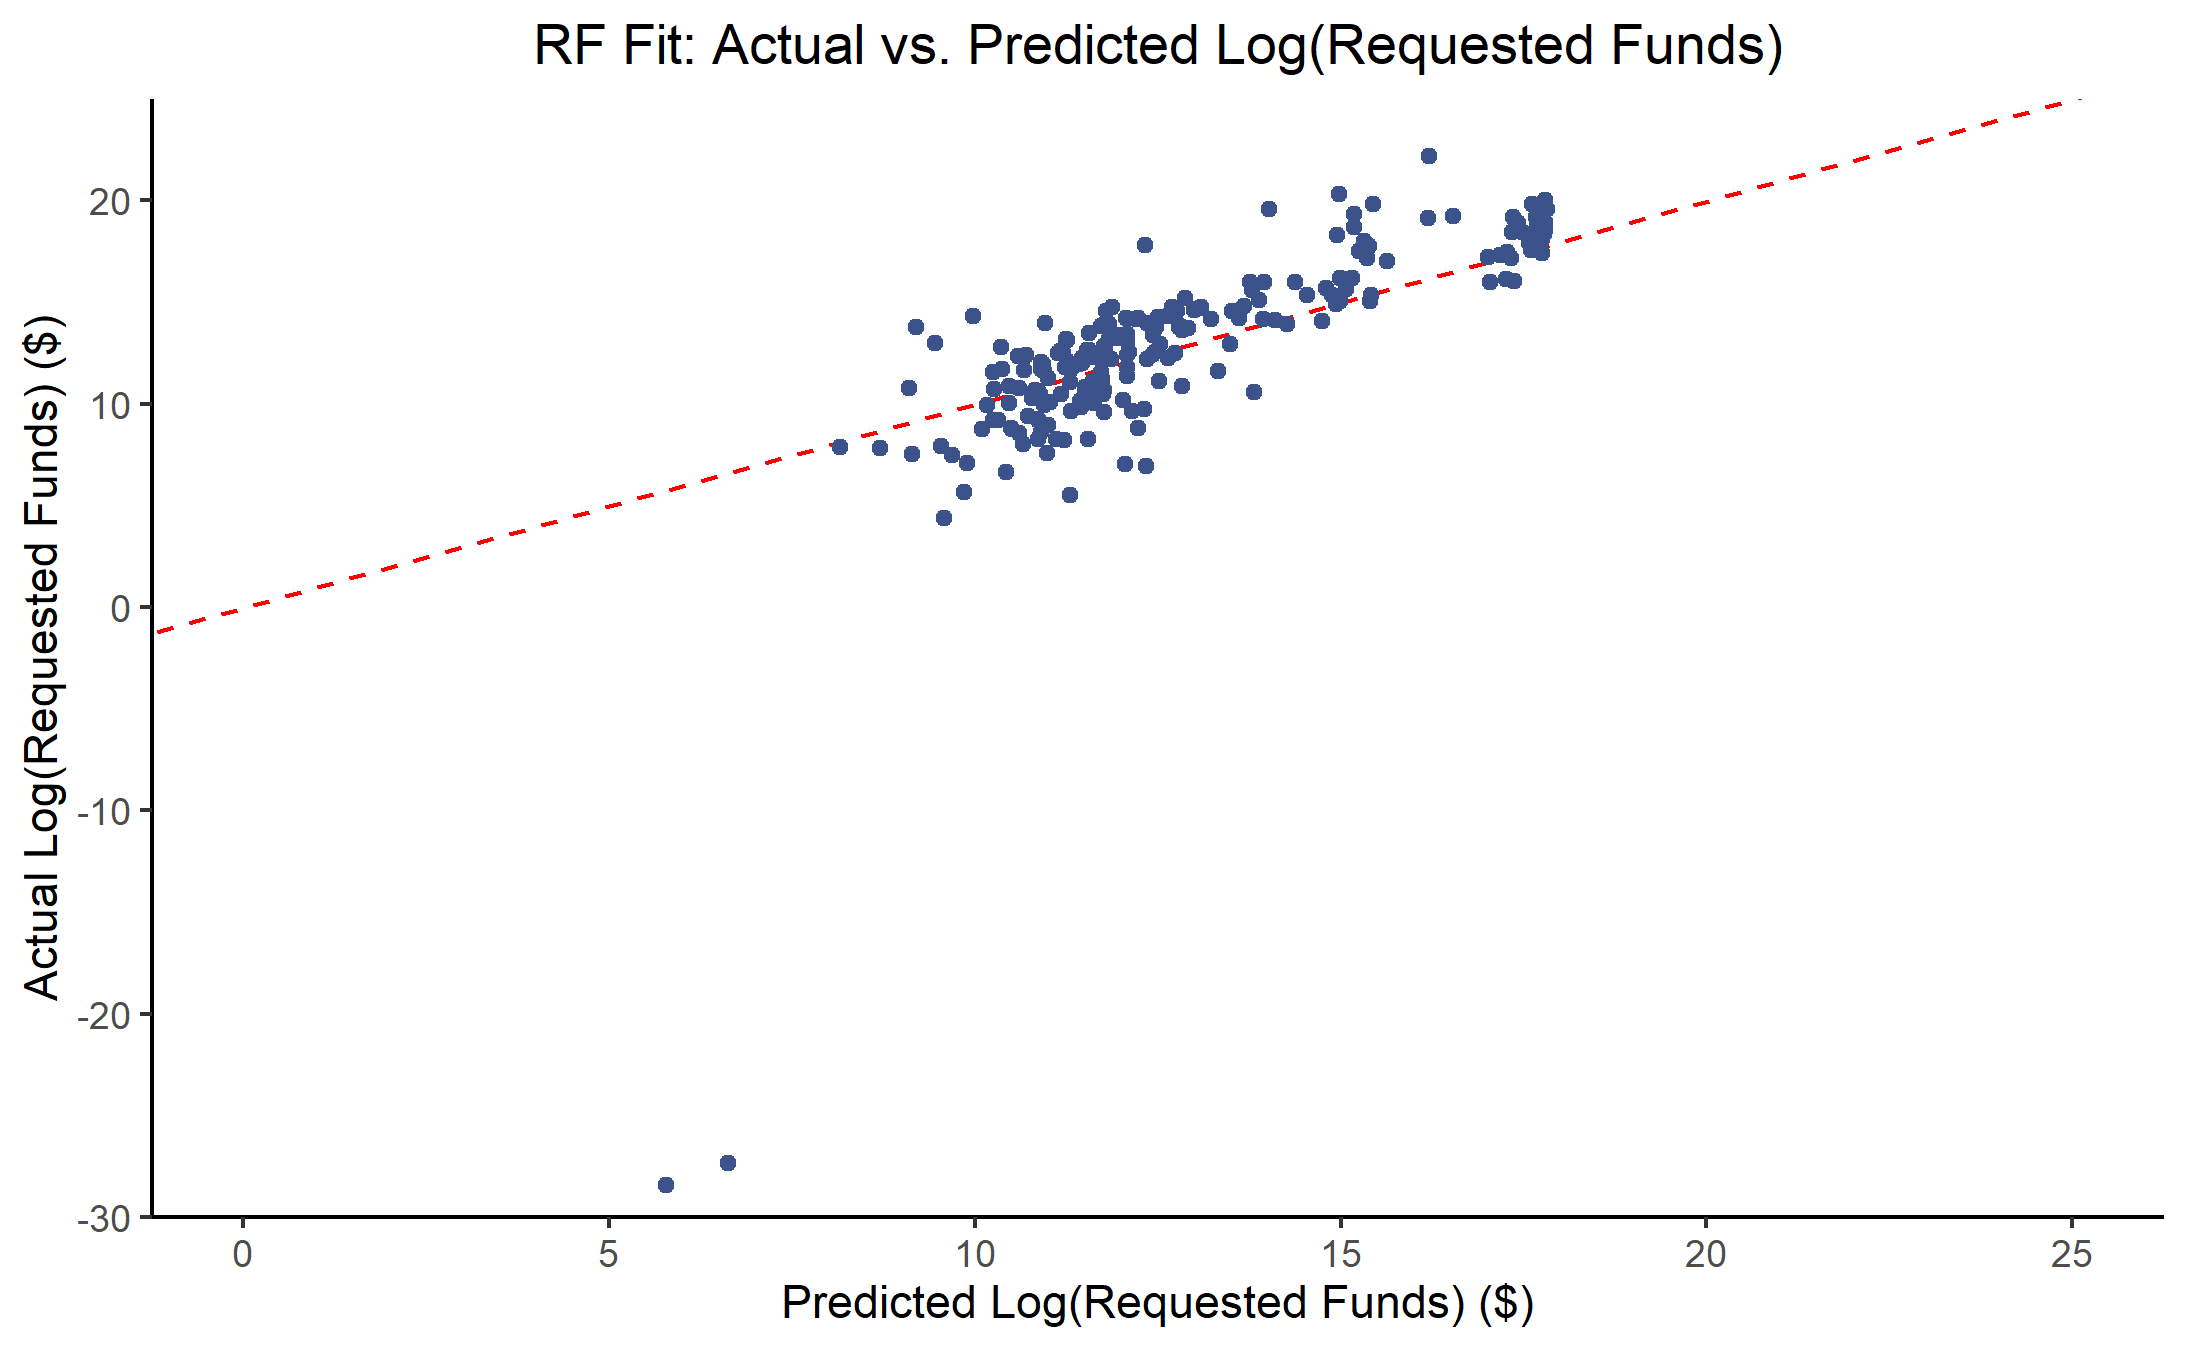 RF Fit: Actual vs. Predicted Log(Requested Funds)
Actual Log(Requested Funds) ($)
20
10
0
-10
-20
-30
0 5 10 15 20 25
Predicted Log(Requested Funds) ($)